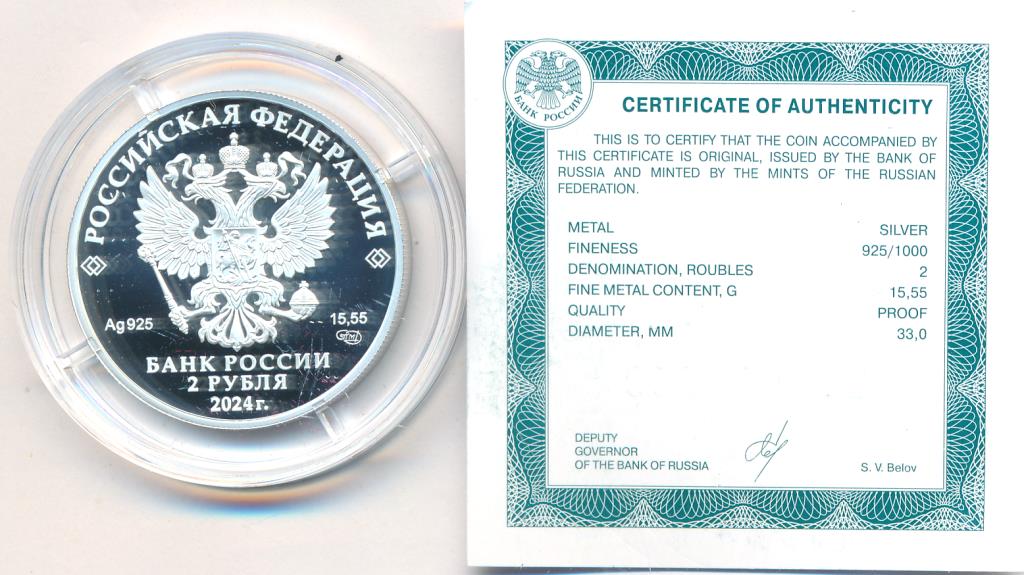 РОССИЙСКАЯ ФЕДЕРАЦИЯ
Ag925
15,55
БАНК РОССИИ
2 РУБЛЯ
2024 г.
БАНК РОССИИ
CERTIFICATE OF AUTHENTICITY
THIS IS TO CERTIFY THAT THE COIN ACCOMPANIED BY
THIS CERTIFICATE IS ORIGINAL, ISSUED BY THE BANK OF
RUSSIA AND MINTED BY THE MINTS OF THE RUSSIAN
FEDERATION.
METAL SILVER
FINENESS 925/1000
DENOMINATION, ROUBLES 2
FINE METAL CONTENT, G 15,55
QUALITY PROOF
DIAMETER, MM 33,0
DEPUTY
GOVERNOR
OF THE BANK OF RUSSIA S. V. Belov